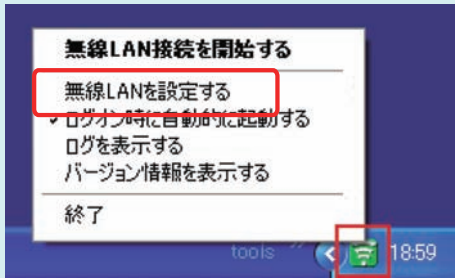 無線LAN接続を開始する
無線LANを設定する
ログオン時に自動的に起動する
ログを表示する
バージョン情報を表示する
終了
tools
18:59